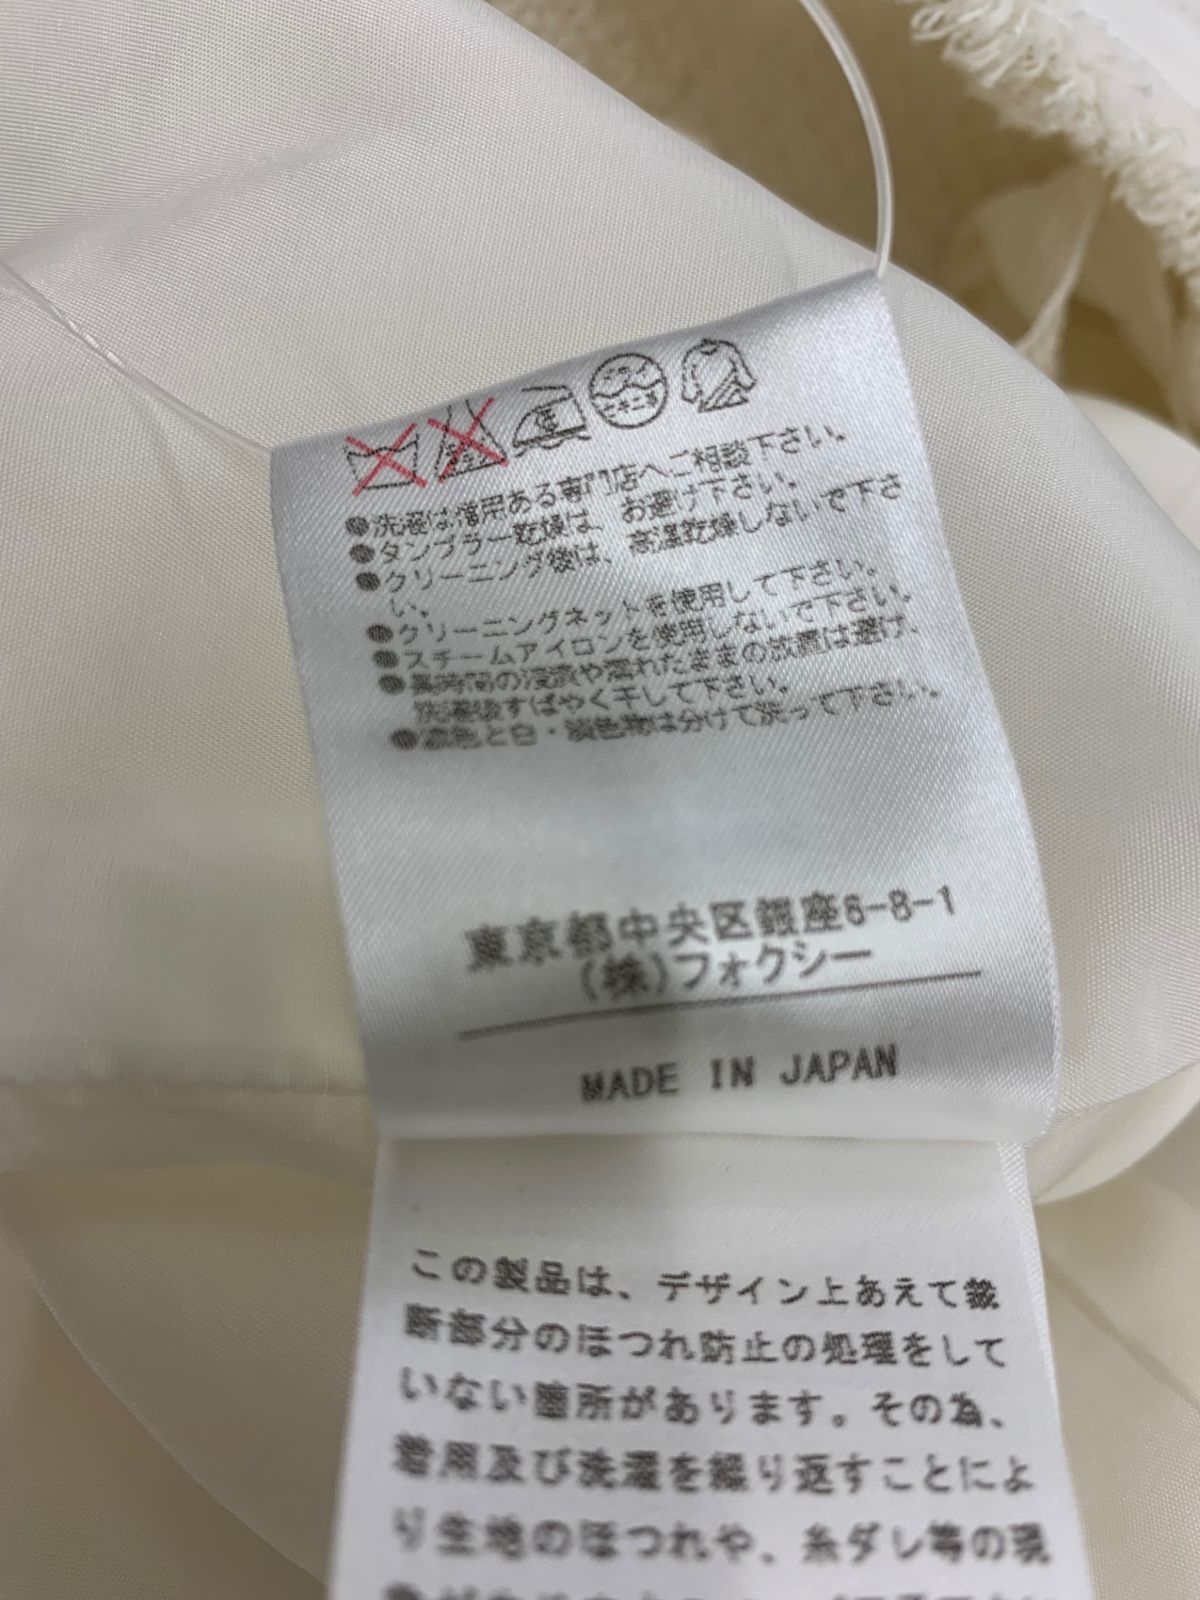 ●洗濯は信用ある専門店へご相談下さい。
●タンブラー乾燥は、お避け下さい。
●クリーニング後は、高温乾燥しないで下さ
い。
●クリーニングネットを使用して下さい。
●スチームアイロンを使用しないで下さい。
●長時間の浸漬や濡れたままの放置は避け、
洗濯後すばやく干して下さい。
●濃色と白・淡色物は分けて洗って下さい。
東京都中央区銀座6-8-1
(株)フォクシー
MADE IN JAPAN
この製品は、デザイン上あえて裁
断部分のほつれ防止の処理をして
いない箇所があります。その為、
着用及び洗濯を繰り返すことによ
り生地のほつれや、糸ダレ等の現